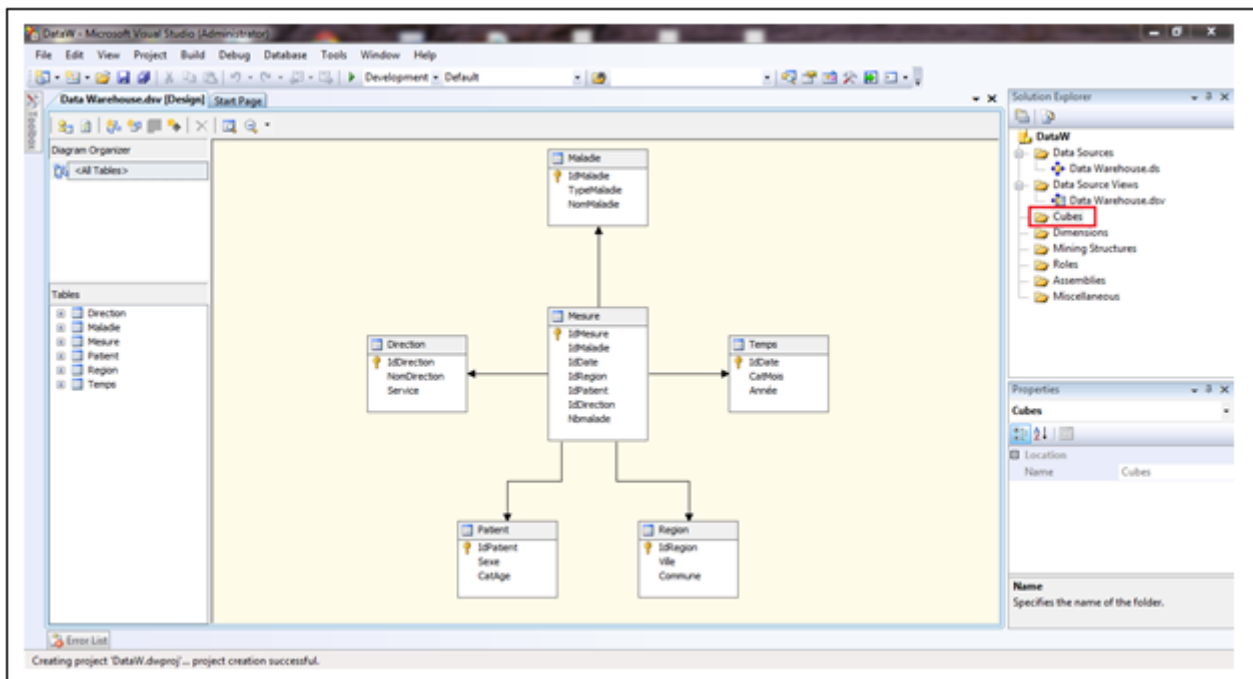 DataW - Microsoft Visual Studio (Administrator)
File Edit View Project Build Debug Database Tools Window Help
Development Default
Toolbox
Data Warehouse.dsv [Design] Start Page
Diagram Organizer
<All Tables>
Tables
Direction
Maladie
Mesure
Patient
Region
Temps
Maladie
IdMaladie
TypeMaladie
NomMaladie
Mesure
IdMesure
IdMaladie
IdDate
IdRegion
IdPatient
IdDirection
Nbmalade
Direction
IdDirection
NomDirection
Service
Temps
IdDate
CatMois
Année
Patient
IdPatient
Sexe
CatAge
Region
IdRegion
Ville
Commune
Solution Explorer
DataW
Data Sources
Data Warehouse.ds
Data Source Views
Data Warehouse.dsv
Cubes
Dimensions
Mining Structures
Roles
Assemblies
Miscellaneous
Properties
Cubes
Location
Name Cubes
Name
Specifies the name of the folder.
Error List
Creating project 'DataW.dwproj'... project creation successful.